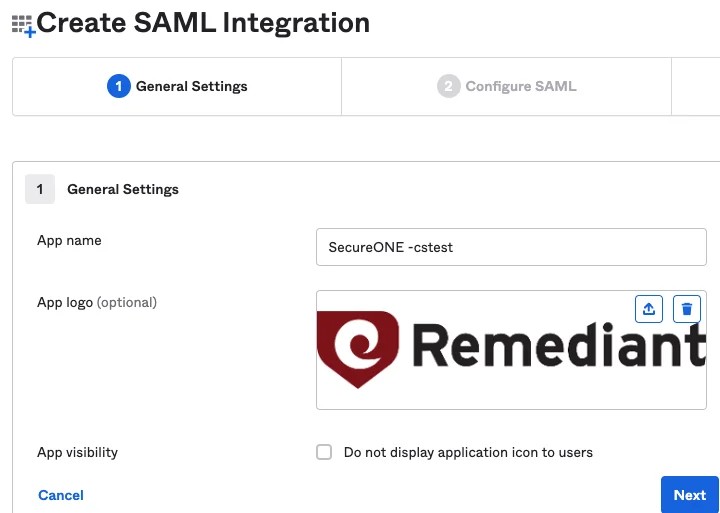 Create SAML Integration
1 General Settings
2 Configure SAML
1 General Settings
App name
SecureONE -cstest
App logo (optional)
Remediant
App visibility
Do not display application icon to users
Cancel
Next